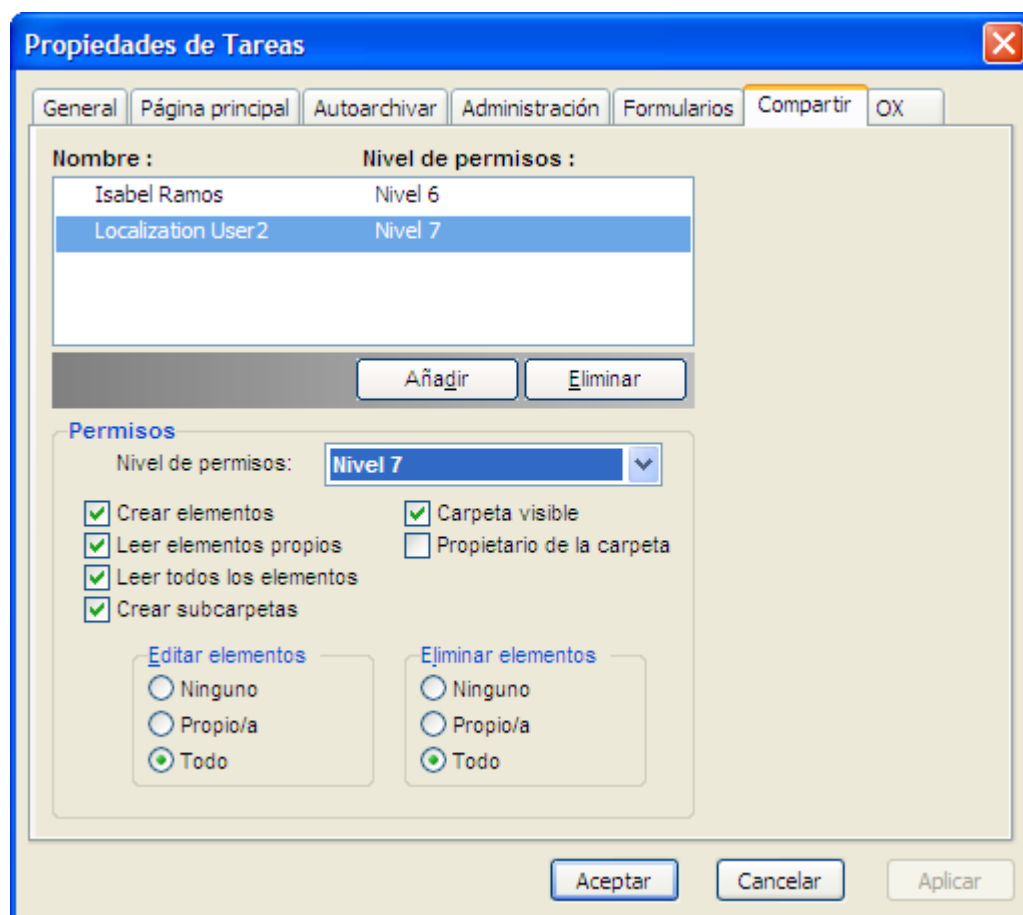 Propiedades de Tareas
General Página principal Autoarchivar Administración Formularios Compartir OX
Nombre : Nivel de permisos :
Isabel Ramos Nivel 6
Localization User2 Nivel 7
Añadir Eliminar
Permisos
Nivel de permisos: Nivel 7
Crear elementos Carpeta visible
Leer elementos propios Propietario de la carpeta
Leer todos los elementos
Crear subcarpetas
Editar elementos Eliminar elementos
Ninguno Ninguno
Propio/a Propio/a
Todo Todo
Aceptar Cancelar Aplicar